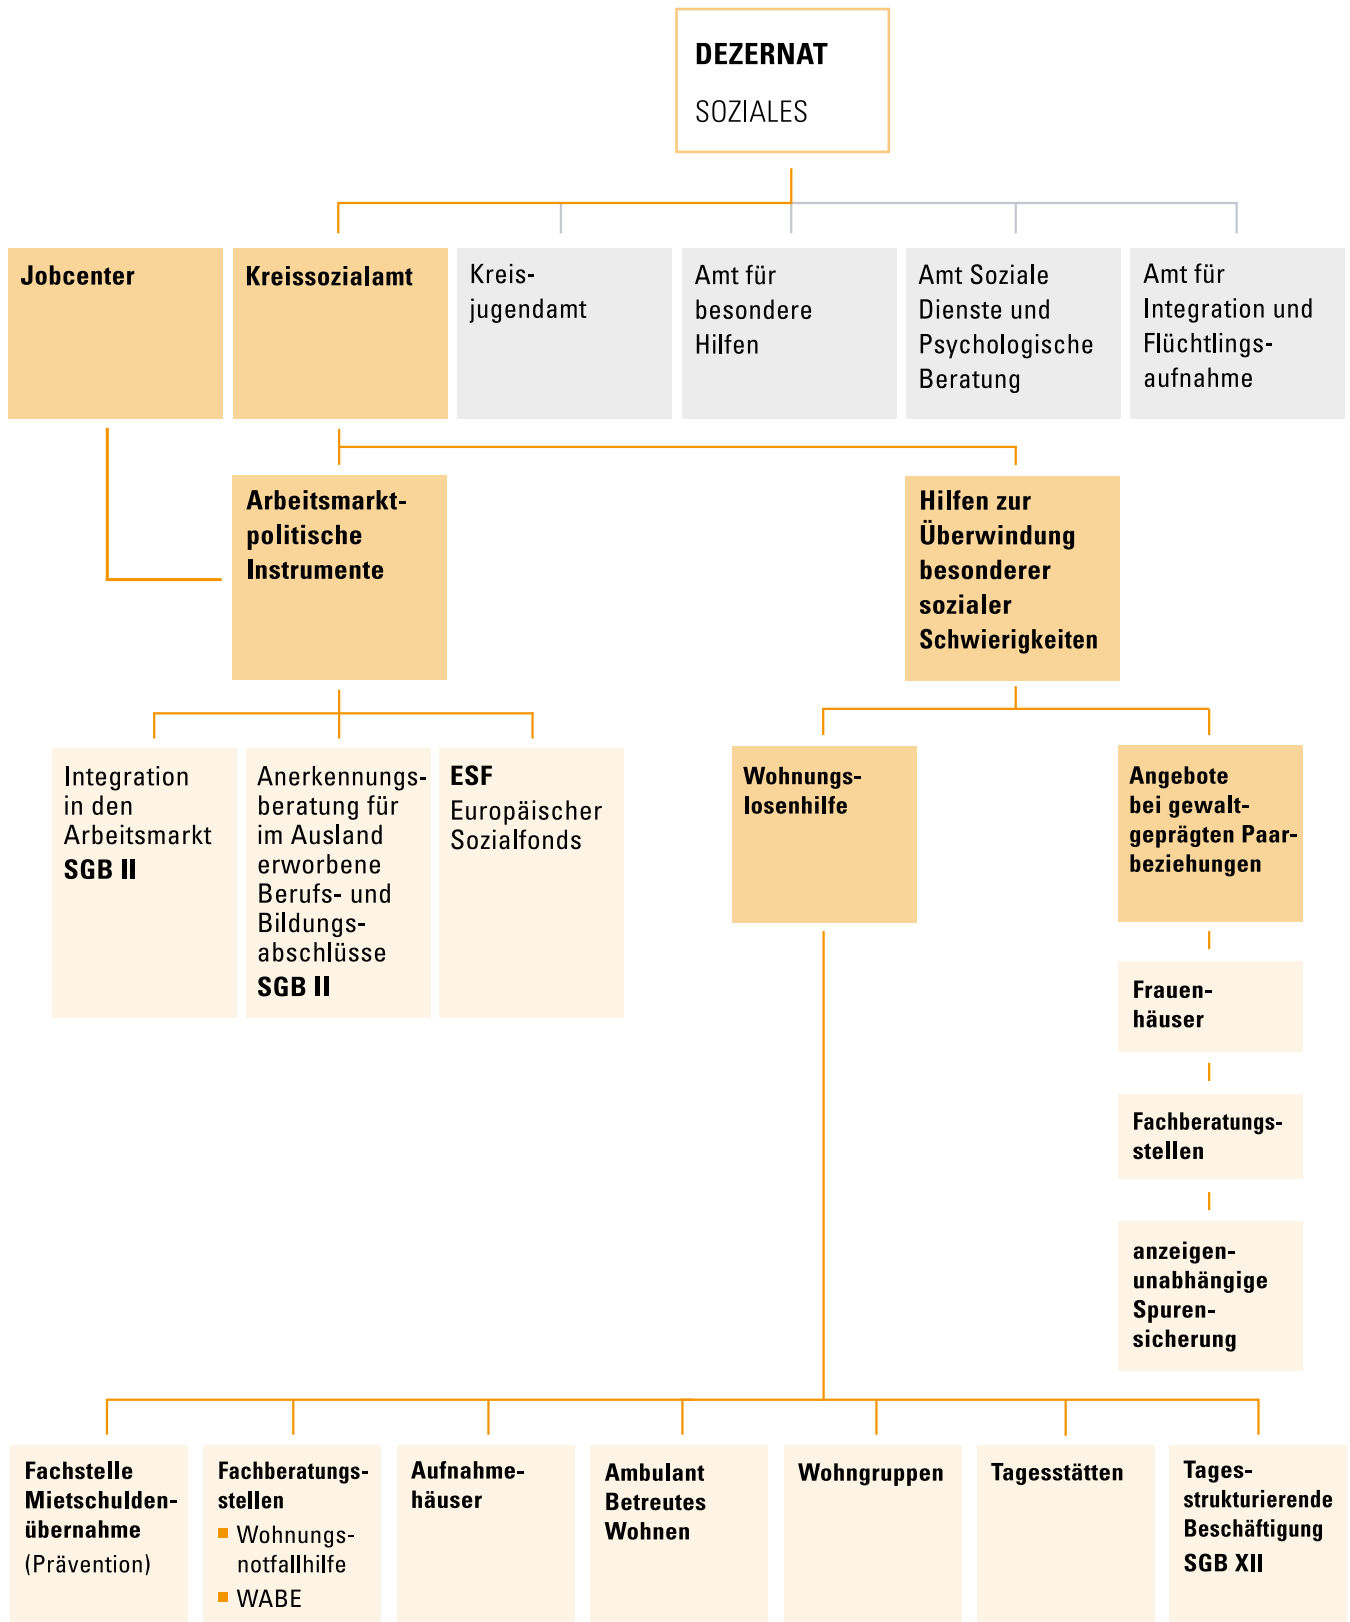 DEZERNAT
SOZIALES
Jobcenter
Kreissozialamt
Kreis-
jugendamt
Amt für
besondere
Hilfen
Amt Soziale
Dienste und
Psychologische
Beratung
Amt für
Integration und
Flüchtlings-
aufnahme
Arbeitsmarkt-
politische
Instrumente
Hilfen zur
Überwindung
besonderer
sozialer
Schwierigkeiten
Integration
in den
Arbeitsmarkt
SGB II
Anerkennungs-
beratung für
im Ausland
erworbene
Berufs- und
Bildungs-
abschlüsse
SGB II
ESF
Europäischer
Sozialfonds
Wohnungs-
losenhilfe
Angebote
bei gewalt-
geprägten Paar-
beziehungen
Frauen-
häuser
Fachberatungs-
stellen
anzeigen-
unabhängige
Spuren-
sicherung
Fachstelle
Mietschulden-
übernahme
(Prävention)
Fachberatungs-
stellen
Wohnungs-
notfallhilfe
WABE
Aufnahme-
häuser
Ambulant
Betreutes
Wohnen
Wohngruppen
Tagesstätten
Tages-
strukturierende
Beschäftigung
SGB XII